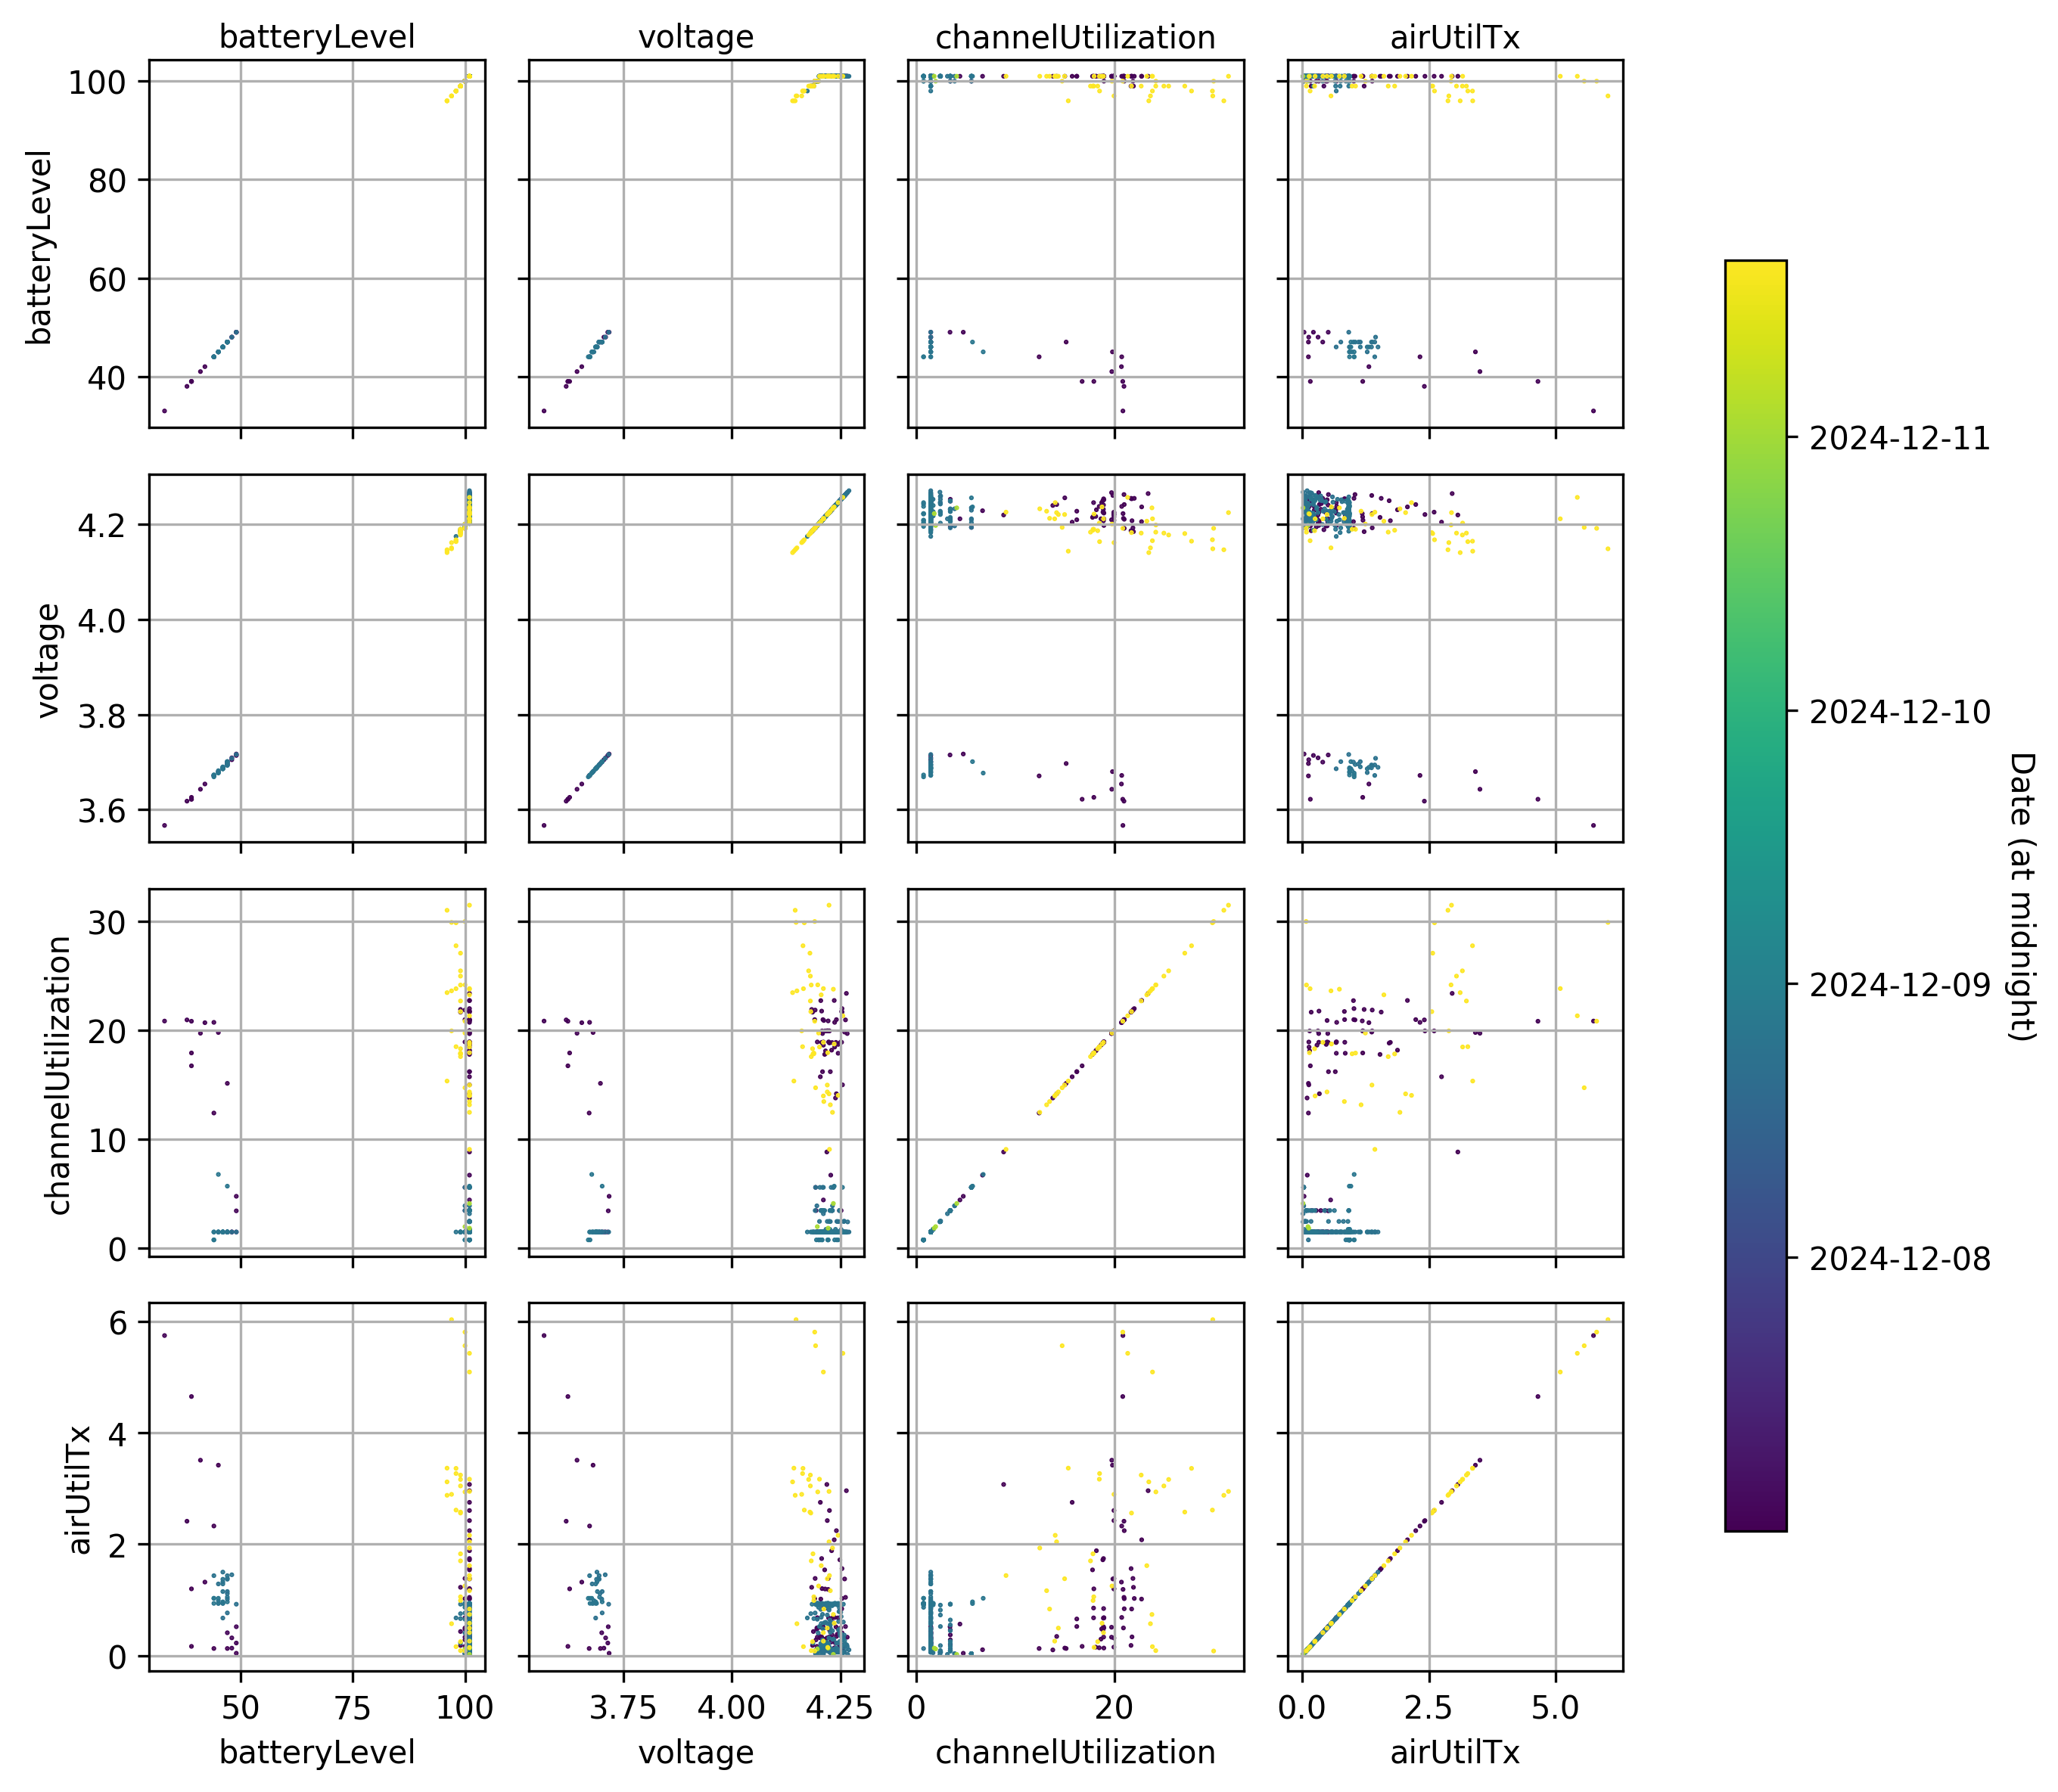 batteryLevel voltage channelUtilization airUtilTx
batteryLevel
100
80
60
40
voltage
4.2
4.0
3.8
3.6
channelUtilization
30
20
10
0
airUtilTx
6
4
2
0
50 75 100 3.75 4.00 4.25 0 20 0.0 2.5 5.0
batteryLevel voltage channelUtilization airUtilTx
2024-12-11
2024-12-10
2024-12-09
2024-12-08
Date (at midnight)